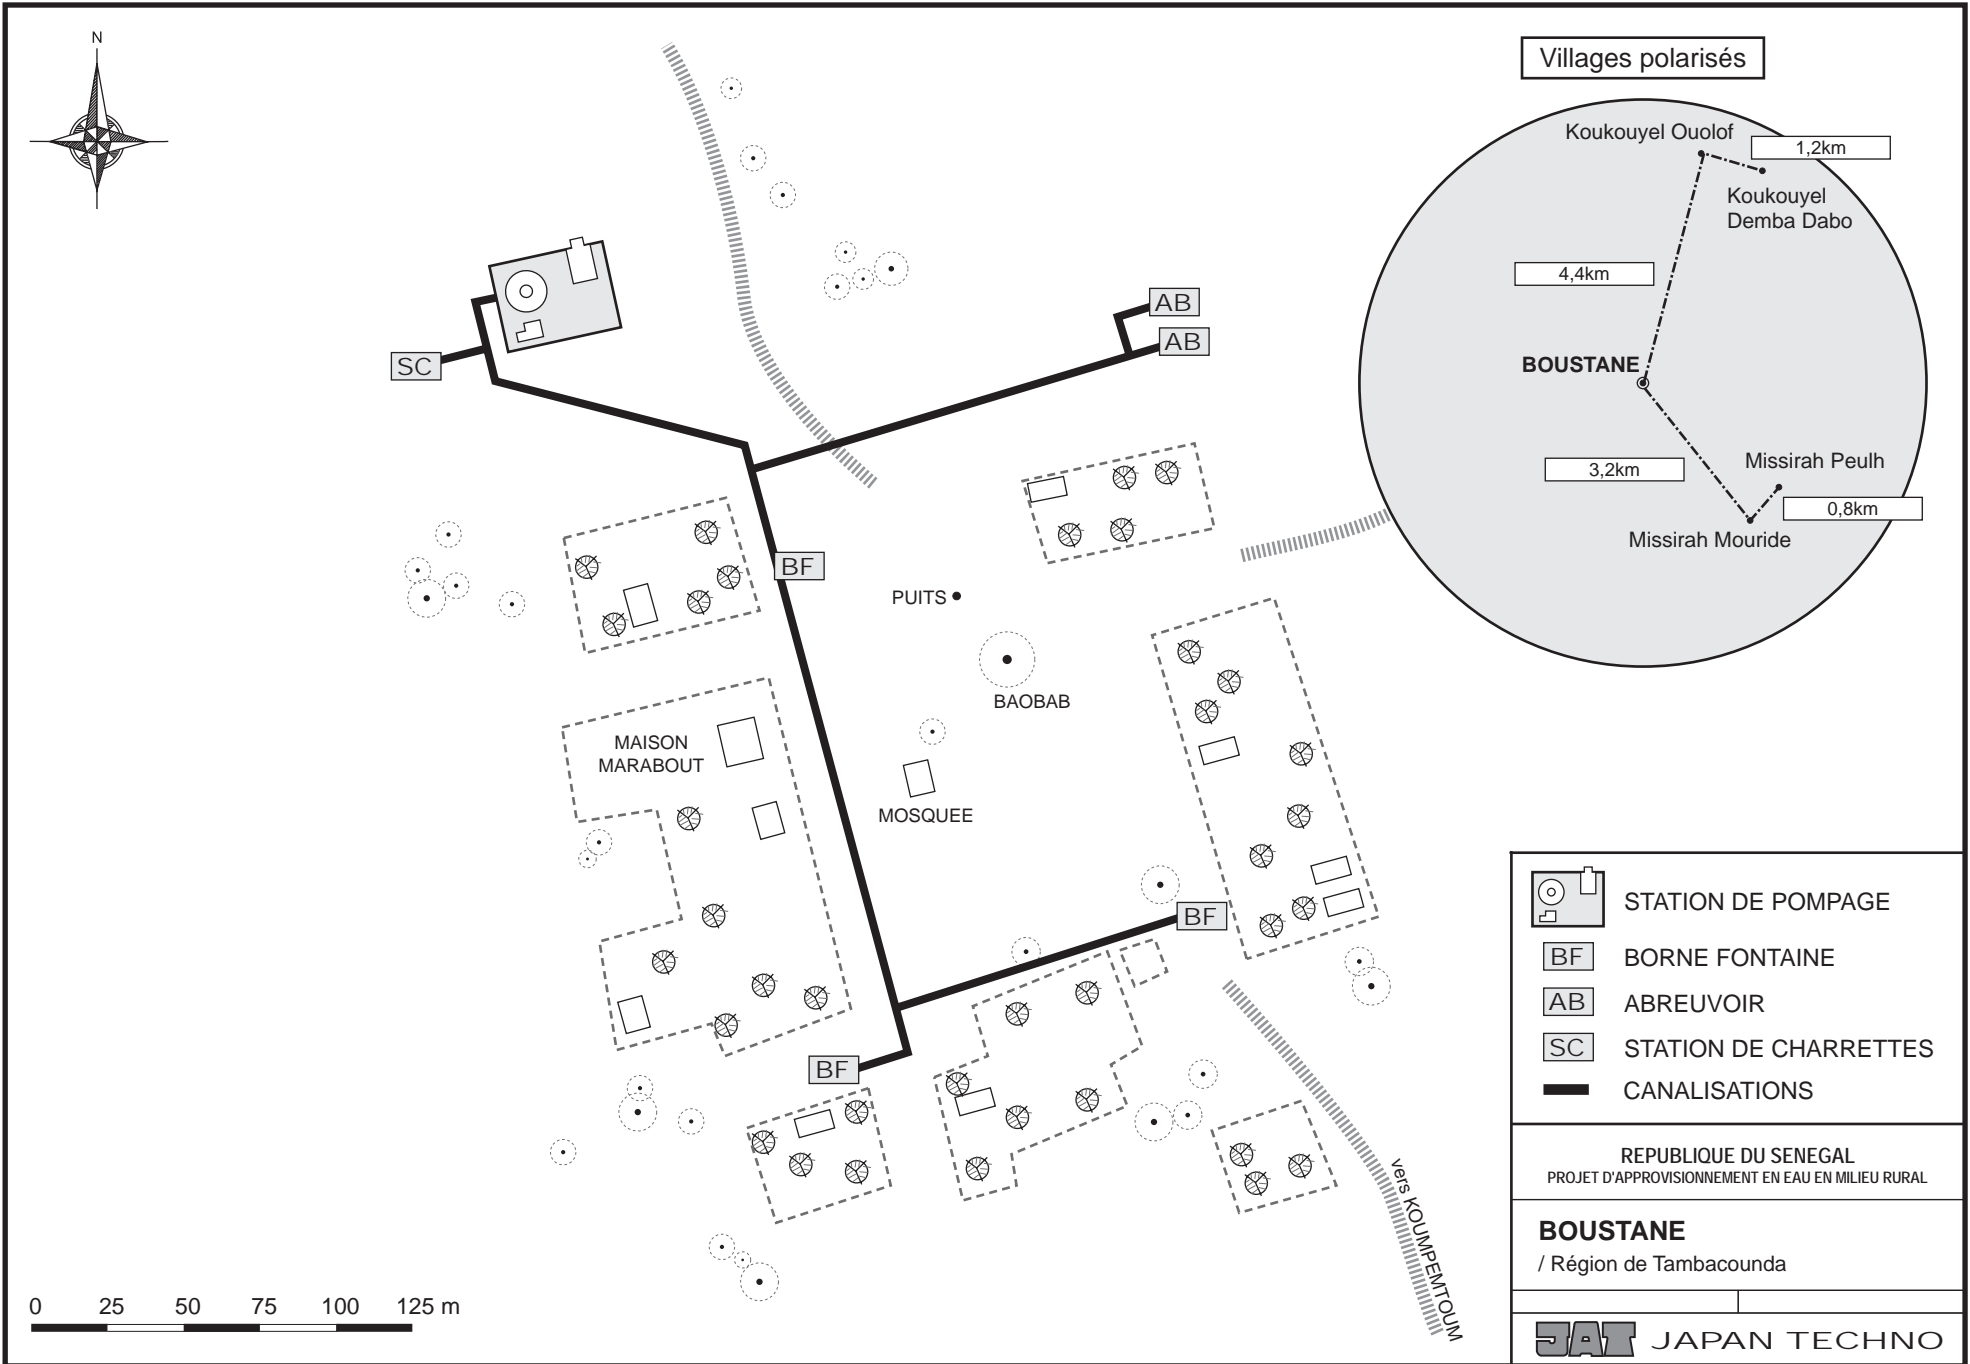 N
Villages polarisés
Koukouyel Ouolof
1,2km
Koukouyel
Demba Dabo
4,4km
BOUSTANE
3,2km
Missirah Peulh
0,8km
Missirah Mouride
SC
AB
AB
BF
PUITS
BAOBAB
MAISON
MARABOUT
MOSQUEE
BF
BF
vers KOUMPEMTOUM
STATION DE POMPAGE
BF BORNE FONTAINE
AB ABREUVOIR
SC STATION DE CHARRETTES
CANALISATIONS
REPUBLIQUE DU SENEGAL
PROJET D'APPROVISIONNEMENT EN EAU EN MILIEU RURAL
BOUSTANE
/ Région de Tambacounda
0 25 50 75 100 125 m
JAT JAPAN TECHNO